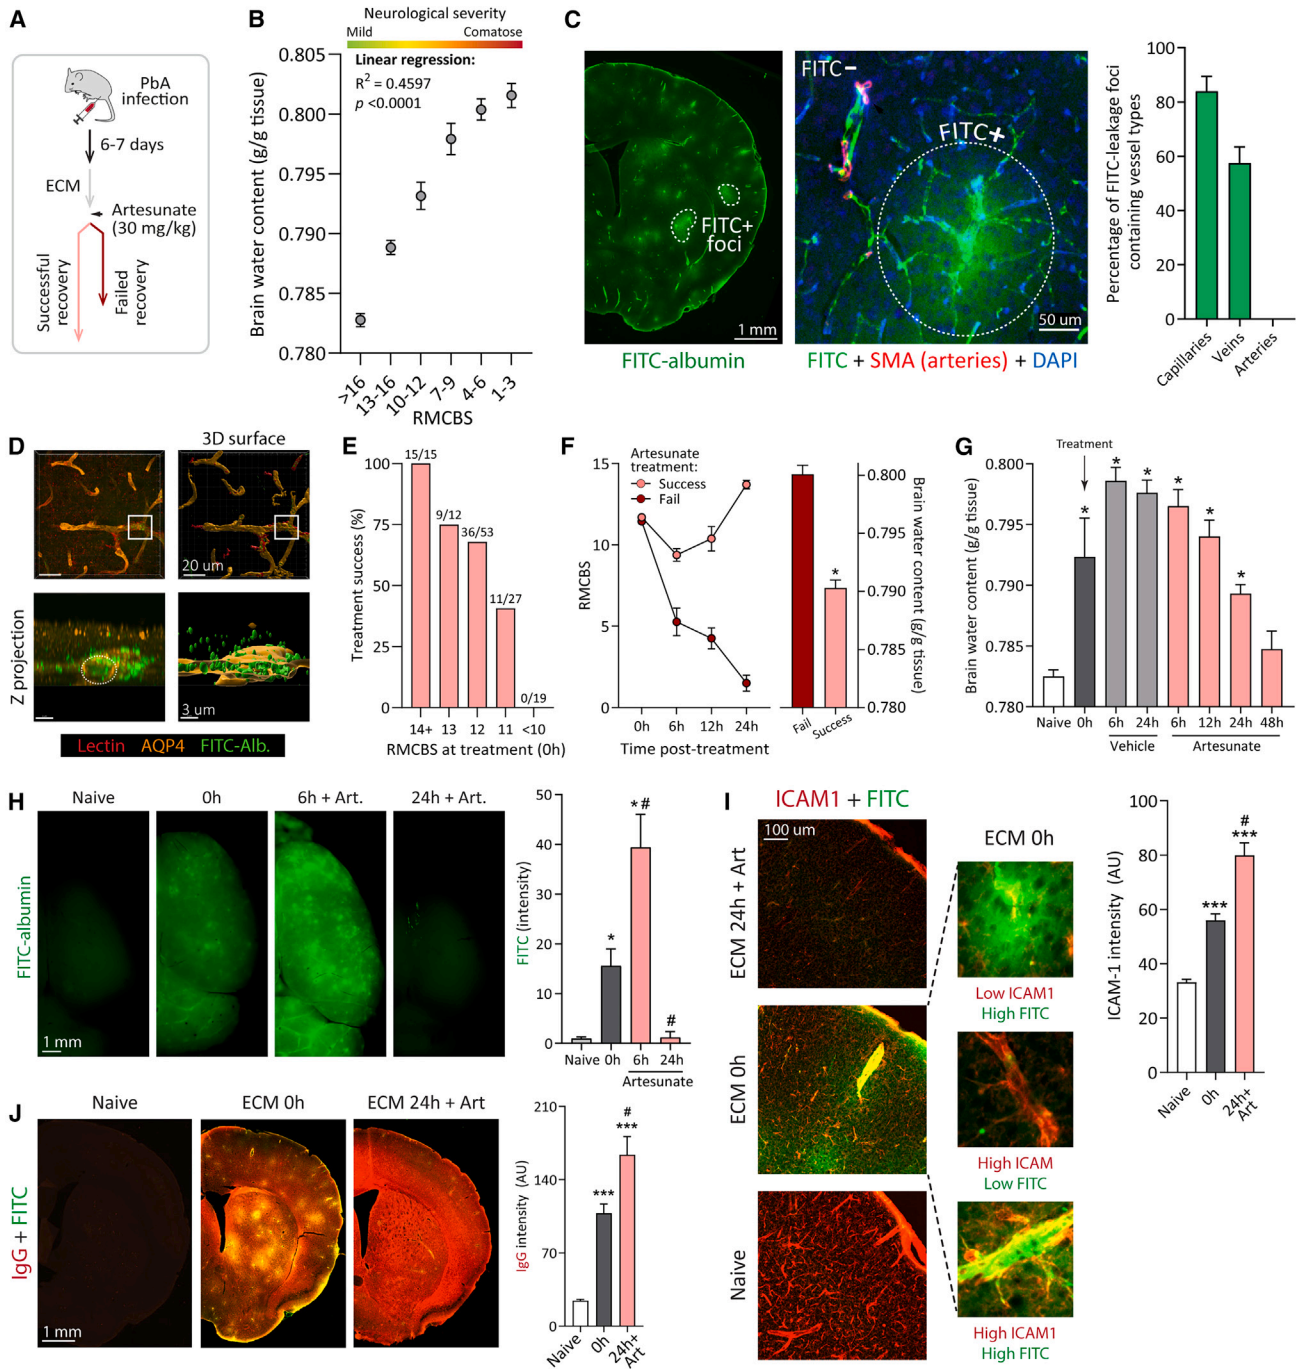 A
PbA
infection
6-7 days
ECM
Artesunate
(30 mg/kg)
Successful
recovery
Failed
recovery
B
Neurological severity
Mild
Comatose
Linear regression:
R² = 0.4597
p <0.0001
Brain water content (g/g tissue)
0.805
0.800
0.795
0.790
0.785
0.780
>16
13-16
10-12
7-9
4-6
1-3
RMCBS
C
FITC+
foci
1 mm
FITC-albumin
FITC−
FITC+
50 um
FITC + SMA (arteries) + DAPI
Percentage of FITC-leakage foci
containing vessel types
100
80
60
40
20
0
Capillaries
Veins
Arteries
D
3D surface
20 um
Z projection
3 um
Lectin AQP4 FITC-Alb.
E
Treatment success (%)
100
75
50
25
0
15/15
9/12
36/53
11/27
0/19
14+
13
12
11
<10
RMCBS at treatment (0h)
F
Artesunate
treatment:
Success
Fail
RMCBS
15
10
5
0
0h
6h
12h
24h
Time post-treatment
*
Fail
Success
0.800
0.795
0.790
0.785
0.780
Brain water content (g/g tissue)
G
Treatment
Brain water content (g/g tissue)
0.800
0.795
0.790
0.785
0.780
*
*
*
*
*
*
Naive
0h
6h
24h
6h
12h
24h
48h
Vehicle
Artesunate
H
Naive
0h
6h + Art.
24h + Art.
FITC-albumin
1 mm
FITC (intensity)
50
40
30
20
10
0
*
* #
#
Naive
0h
6h
24h
Artesunate
I
ICAM1 + FITC
100 um
ECM 24h + Art
ECM 0h
Naive
ECM 0h
Low ICAM1
High FITC
High ICAM
Low FITC
High ICAM1
High FITC
ICAM-1 intensity (AU)
100
80
60
40
20
0
***
#
***
Naive
0h
24h+
Art
J
Naive
ECM 0h
ECM 24h + Art
IgG + FITC
1 mm
IgG intensity (AU)
210
140
70
0
***
#
***
Naive
0h
24h+
Art